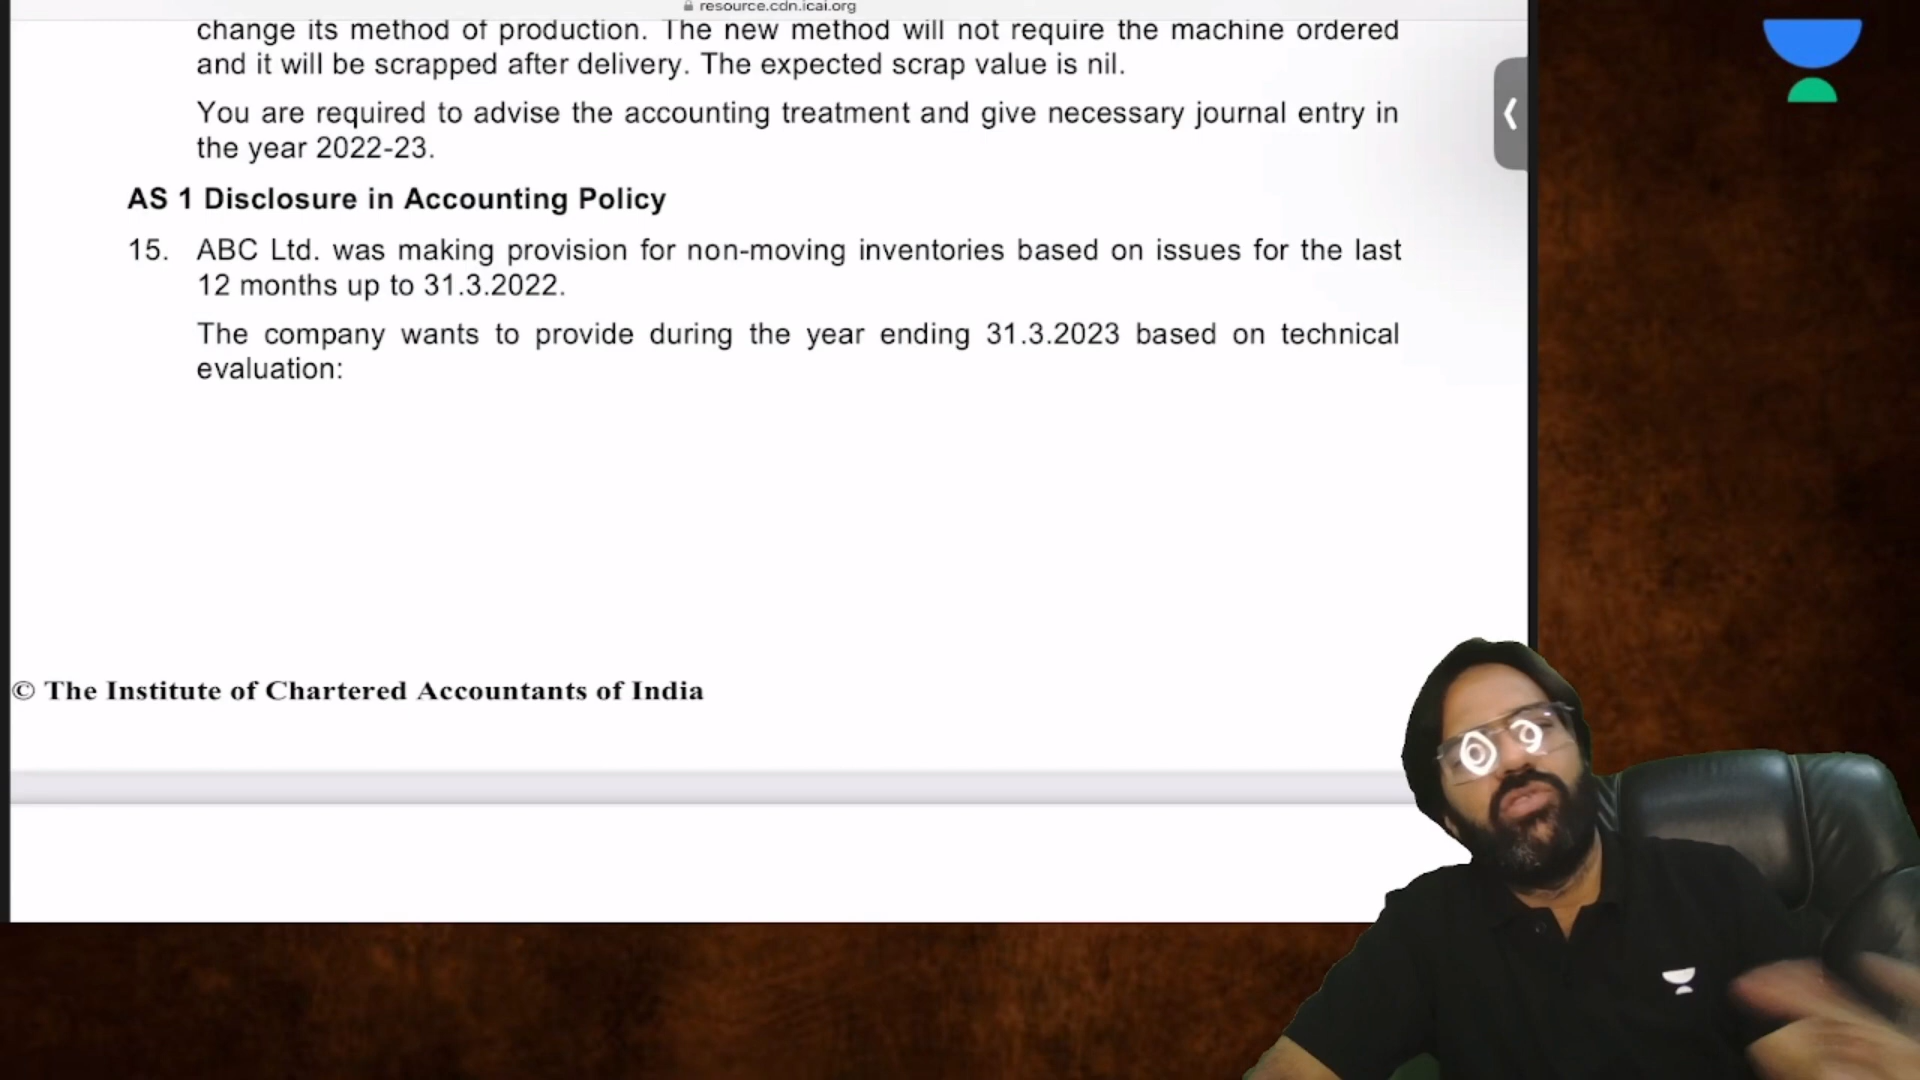 resource.cdn.icai.org
change its method of production. The new method will not require the machine ordered
and it will be scrapped after delivery. The expected scrap value is nil.
You are required to advise the accounting treatment and give necessary journal entry in
the year 2022-23.
AS 1 Disclosure in Accounting Policy
15. ABC Ltd. was making provision for non-moving inventories based on issues for the last
12 months up to 31.3.2022.
The company wants to provide during the year ending 31.3.2023 based on technical
evaluation:
© The Institute of Chartered Accountants of India